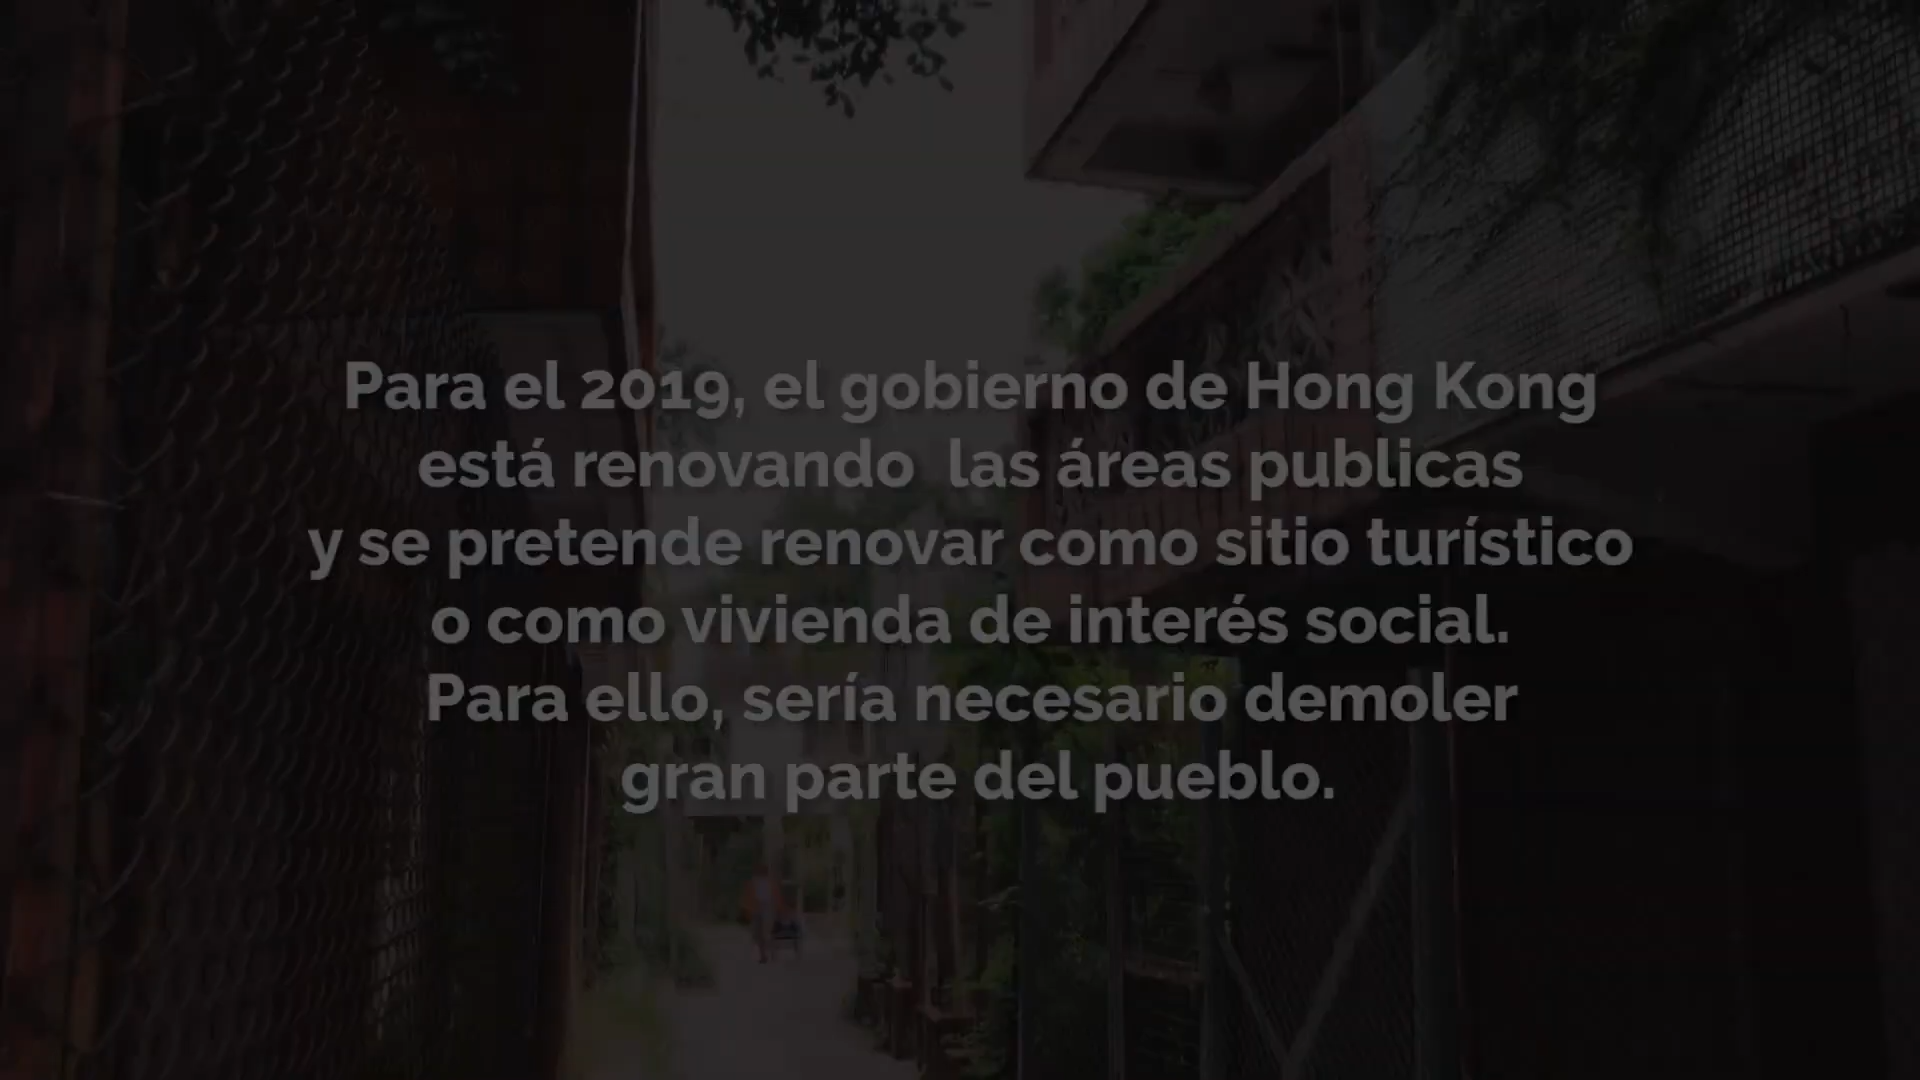 Para el 2019, el gobierno de Hong Kong
está renovando  las áreas publicas
y se pretende renovar como sitio turístico
o como vivienda de interés social.
Para ello, sería necesario demoler
gran parte del pueblo.